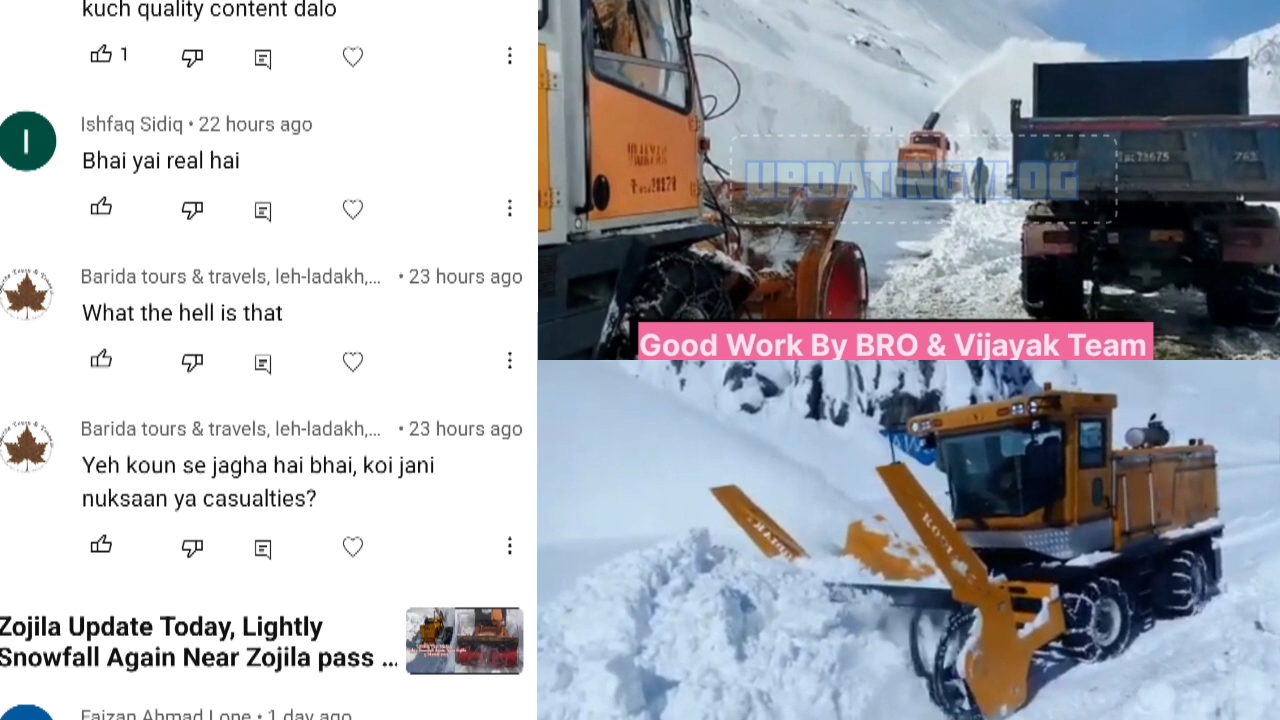 kuch quality content dalo
1
Ishfaq Sidiq • 22 hours ago
I
Bhai yai real hai
Barida tours & travels, leh-ladakh,... • 23 hours ago
What the hell is that
Barida tours & travels, leh-ladakh,... • 23 hours ago
Yeh koun se jagha hai bhai, koi jani
nuksaan ya casualties?
Zojila Update Today, Lightly
Snowfall Again Near Zojila pass ...
Faizan Ahmad Lone • 1 day ago
UPDATING VLOG
Good Work By BRO & Vijayak Team